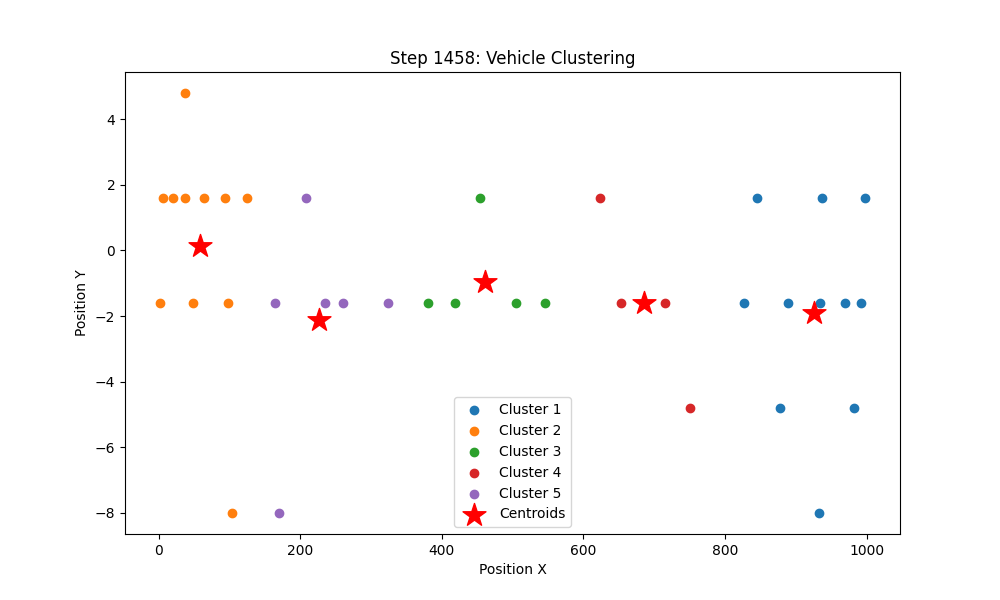 Step 1458: Vehicle Clustering
Position Y
4
2
0
−2
−4
−6
−8
Cluster 1
Cluster 2
Cluster 3
Cluster 4
Cluster 5
Centroids
0 200 400 600 800 1000
Position X